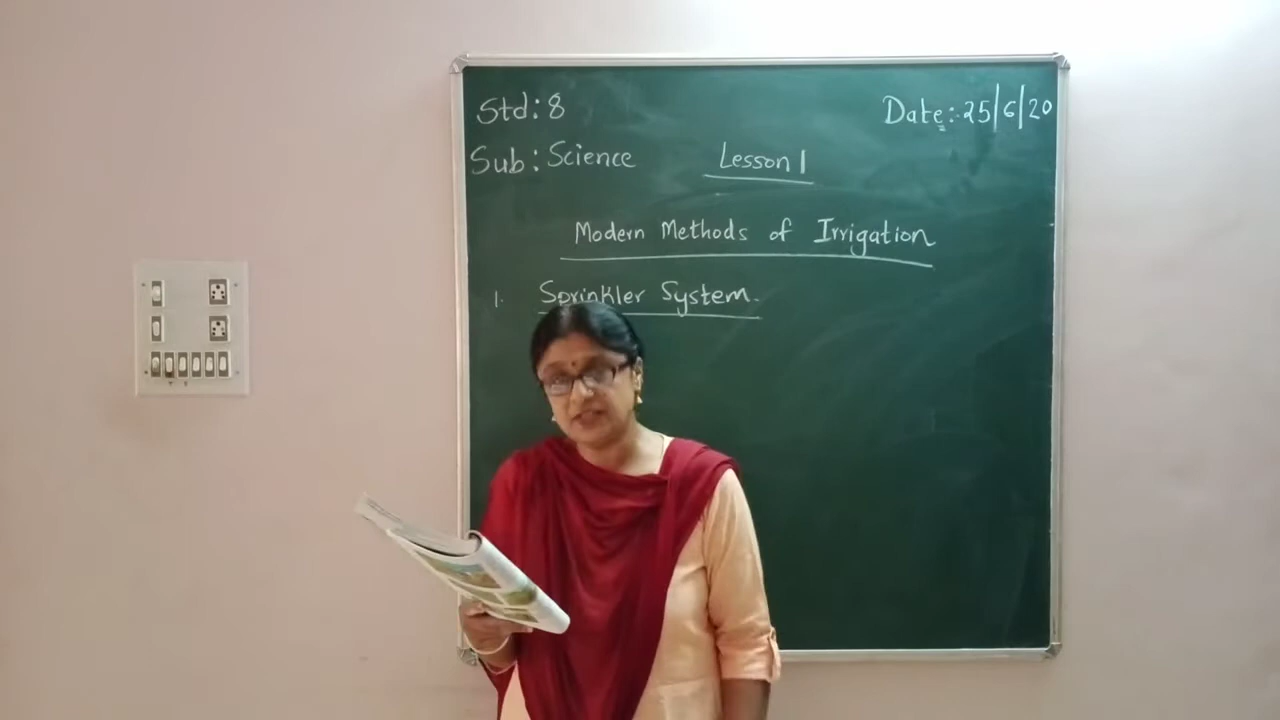 Std: 8
Date: 25/6/20
Sub: Science
Lesson 1
Modern Methods of Irrigation
1. Sprinkler System.